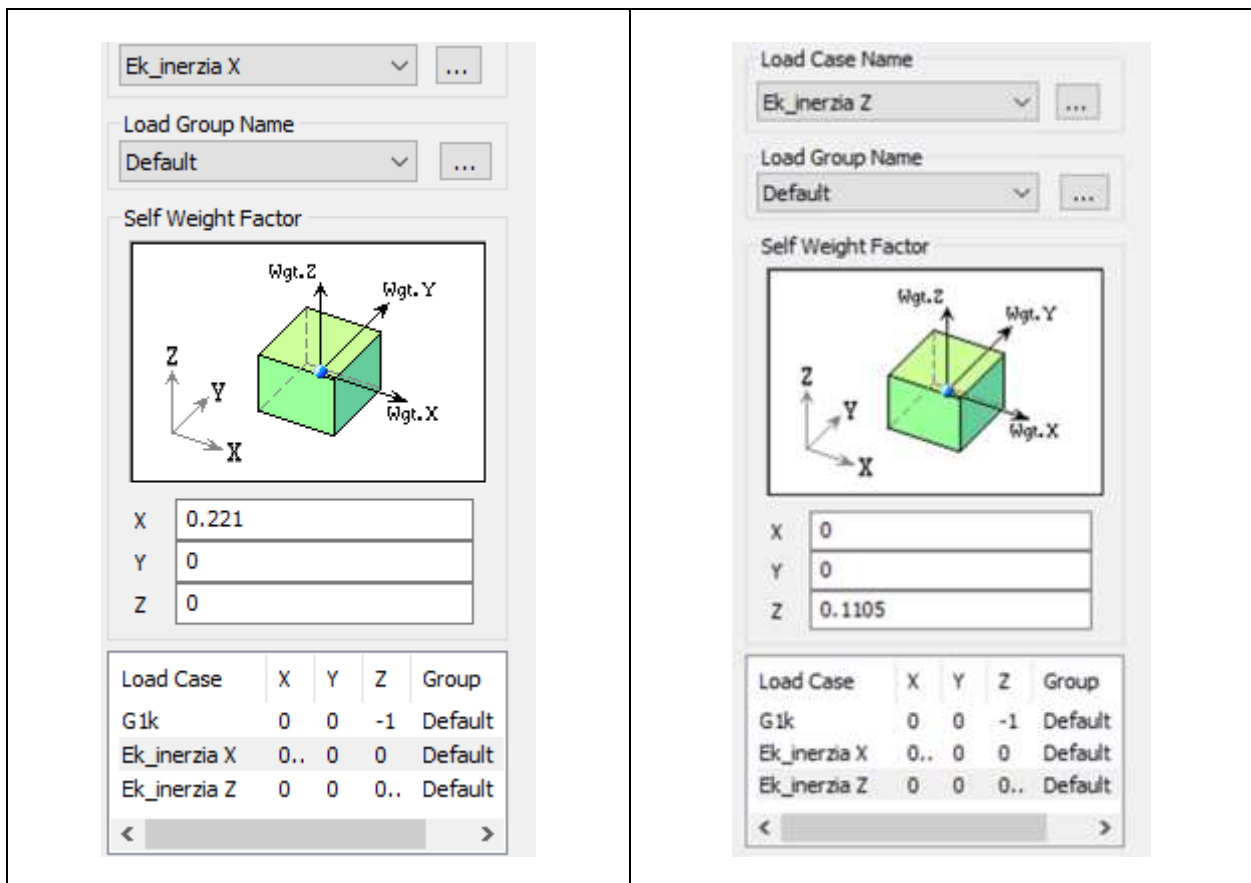 Ek_inerzia X
...
Load Group Name
Default
...
Self Weight Factor
Wgt.Z
Wgt.Y
Z
Y
Wgt.X
X
X 0.221
Y 0
Z 0
Load Case X Y Z Group
G1k 0 0 -1 Default
Ek_inerzia X 0.. 0 0 Default
Ek_inerzia Z 0 0 0.. Default
Load Case Name
Ek_inerzia Z
...
Load Group Name
Default
...
Self Weight Factor
Wgt.Z
Wgt.Y
Z
Y
Wgt.X
X
X 0
Y 0
Z 0.1105
Load Case X Y Z Group
G1k 0 0 -1 Default
Ek_inerzia X 0.. 0 0 Default
Ek_inerzia Z 0 0 0.. Default